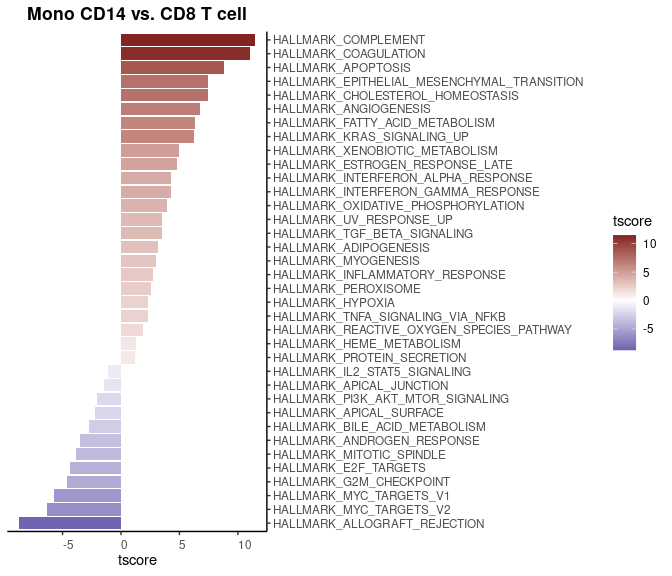 Mono CD14 vs. CD8 T cell
HALLMARK_COMPLEMENT
HALLMARK_COAGULATION
HALLMARK_APOPTOSIS
HALLMARK_EPITHELIAL_MESENCHYMAL_TRANSITION
HALLMARK_CHOLESTEROL_HOMEOSTASIS
HALLMARK_ANGIOGENESIS
HALLMARK_FATTY_ACID_METABOLISM
HALLMARK_KRAS_SIGNALING_UP
HALLMARK_XENOBIOTIC_METABOLISM
HALLMARK_ESTROGEN_RESPONSE_LATE
HALLMARK_INTERFERON_ALPHA_RESPONSE
HALLMARK_INTERFERON_GAMMA_RESPONSE
HALLMARK_OXIDATIVE_PHOSPHORYLATION
HALLMARK_UV_RESPONSE_UP
HALLMARK_TGF_BETA_SIGNALING
HALLMARK_ADIPOGENESIS
HALLMARK_MYOGENESIS
HALLMARK_INFLAMMATORY_RESPONSE
HALLMARK_PEROXISOME
HALLMARK_HYPOXIA
HALLMARK_TNFA_SIGNALING_VIA_NFKB
HALLMARK_REACTIVE_OXYGEN_SPECIES_PATHWAY
HALLMARK_HEME_METABOLISM
HALLMARK_PROTEIN_SECRETION
HALLMARK_IL2_STAT5_SIGNALING
HALLMARK_APICAL_JUNCTION
HALLMARK_PI3K_AKT_MTOR_SIGNALING
HALLMARK_APICAL_SURFACE
HALLMARK_BILE_ACID_METABOLISM
HALLMARK_ANDROGEN_RESPONSE
HALLMARK_MITOTIC_SPINDLE
HALLMARK_E2F_TARGETS
HALLMARK_G2M_CHECKPOINT
HALLMARK_MYC_TARGETS_V1
HALLMARK_MYC_TARGETS_V2
HALLMARK_ALLOGRAFT_REJECTION
-5 0 5 10
tscore
tscore
10
5
0
-5